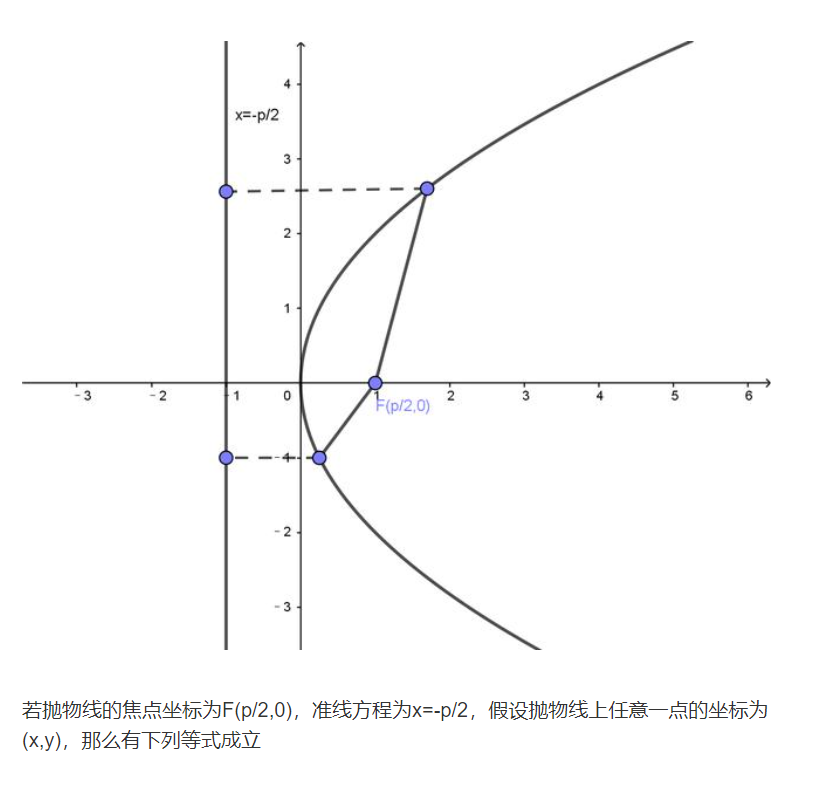 4
x=-p/2
3
2
1
-3 -2 -1 0 1 2 3 4 5 6
F(p/2,0)
-1
-2
-3
若抛物线的焦点坐标为F(p/2,0)，准线方程为x=-p/2，假设抛物线上任意一点的坐标为
(x,y)，那么有下列等式成立